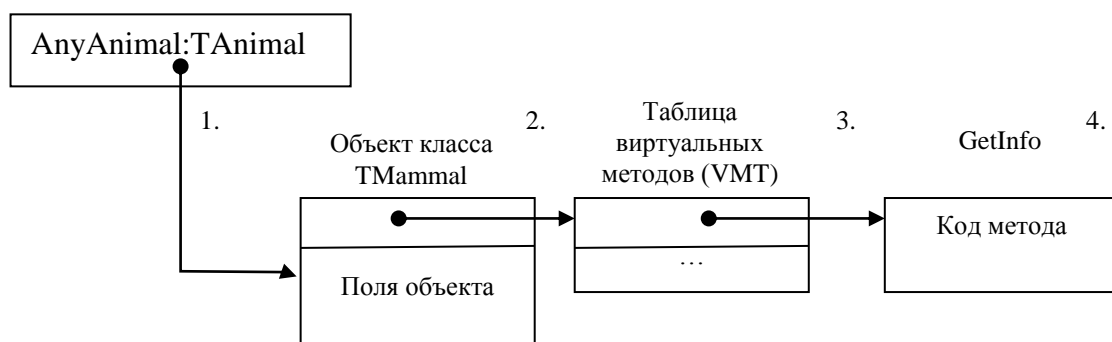 AnyAnimal:TAnimal
1.
Объект класса
TMammal
2.
Таблица
виртуальных
методов (VMT)
3.
GetInfo
4.
Поля объекта
…
Код метода